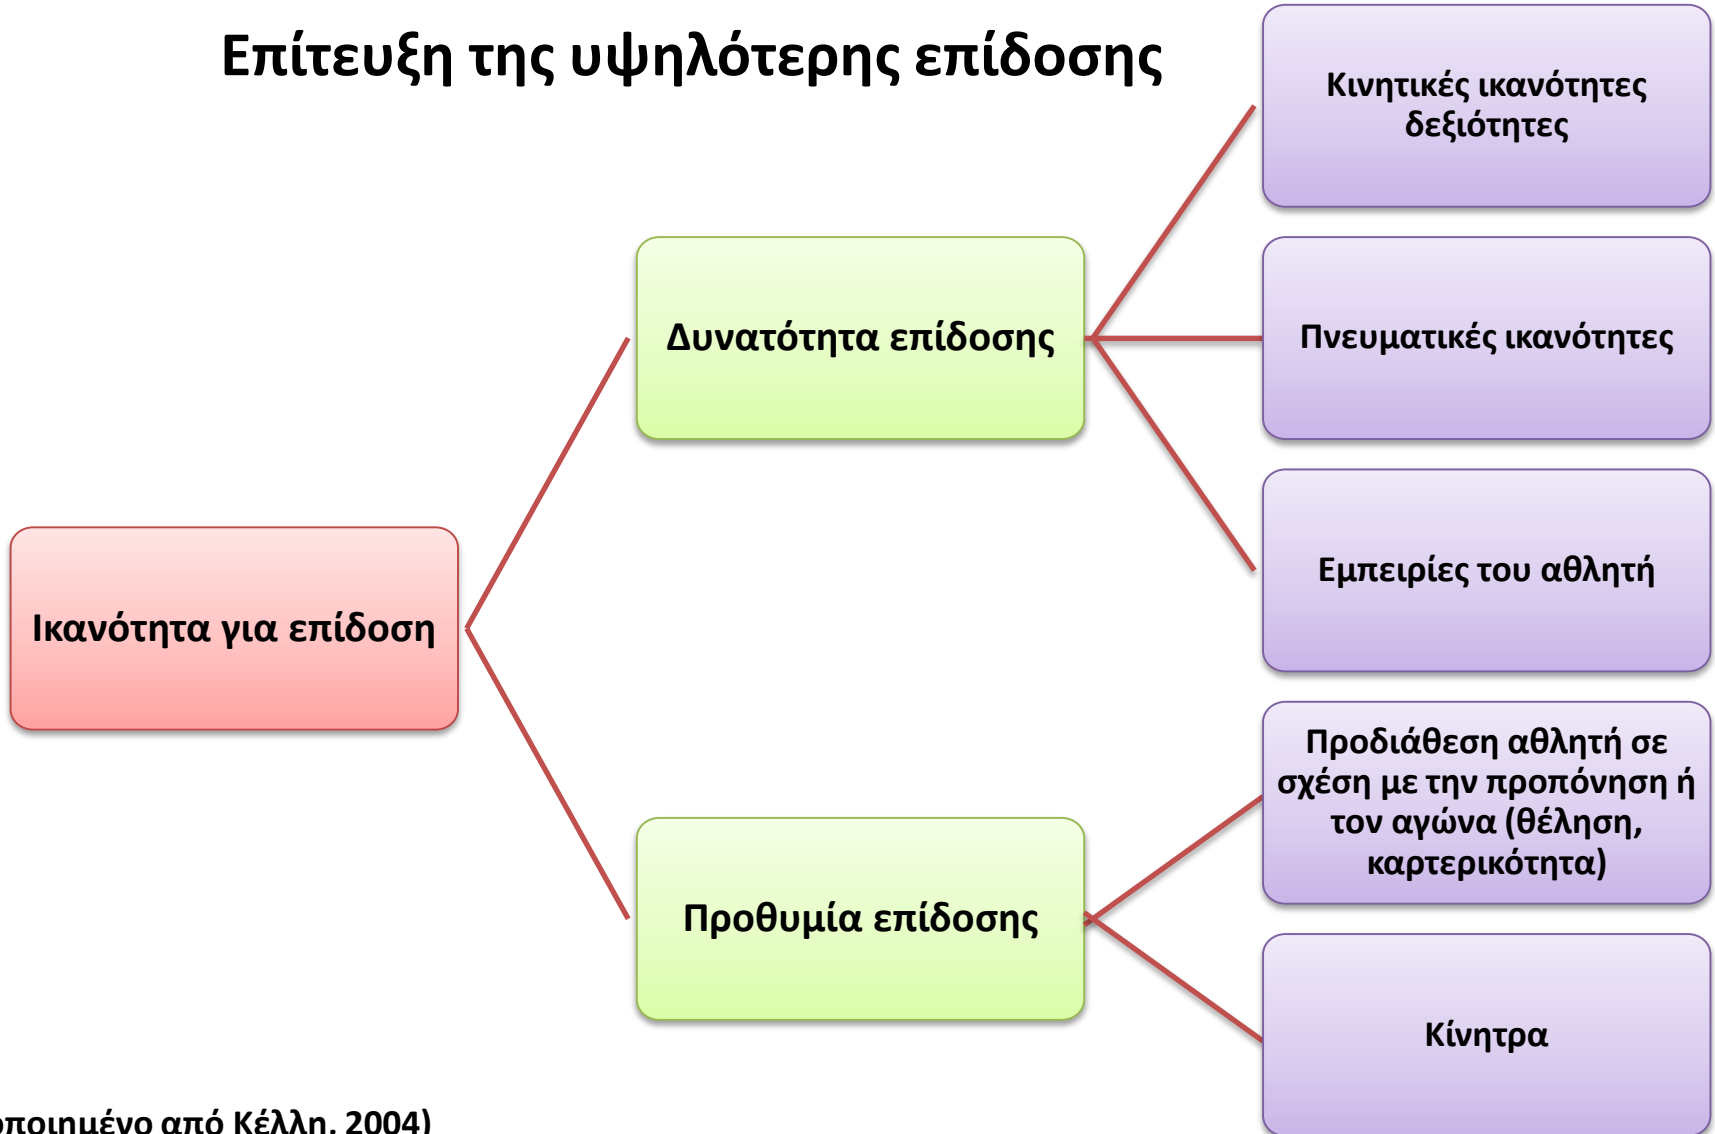 Επίτευξη της υψηλότερης επίδοσης
Κινητικές ικανότητες
δεξιότητες
Δυνατότητα επίδοσης
Πνευματικές ικανότητες
Εμπειρίες του αθλητή
Ικανότητα για επίδοση
Προδιάθεση αθλητή σε
σχέση με την προπόνηση ή
τον αγώνα (θέληση,
καρτερικότητα)
Προθυμία επίδοσης
Κίνητρα
από Κέλλη, 2004)